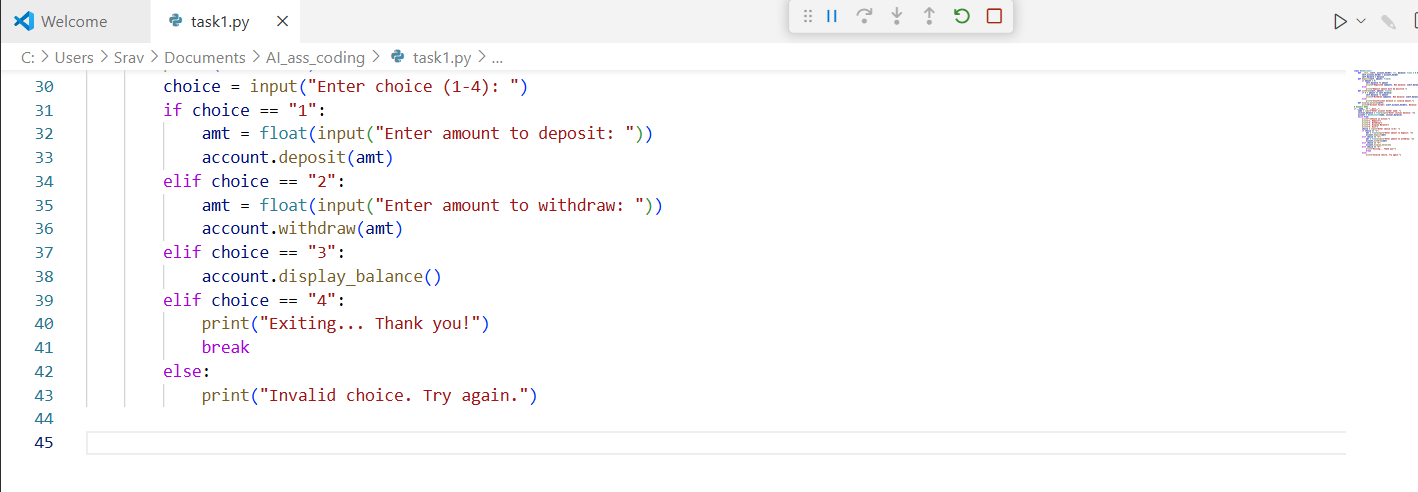 Welcome
task1.py
C: > Users > Srav > Documents > AI_ass_coding > task1.py > ...
30 choice = input("Enter choice (1-4): ")
31 if choice == "1":
32 amt = float(input("Enter amount to deposit: "))
33 account.deposit(amt)
34 elif choice == "2":
35 amt = float(input("Enter amount to withdraw: "))
36 account.withdraw(amt)
37 elif choice == "3":
38 account.display_balance()
39 elif choice == "4":
40 print("Exiting... Thank you!")
41 break
42 else:
43 print("Invalid choice. Try again.")
44
45